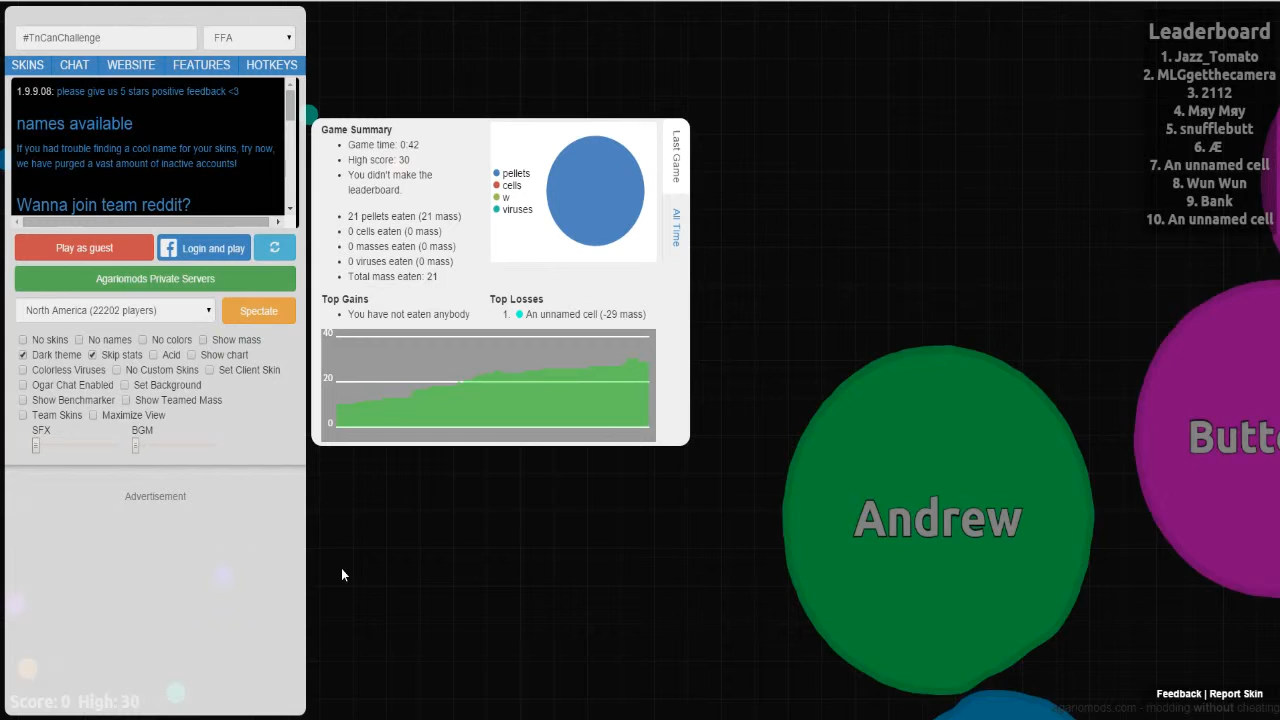 #TnCanChallenge
FFA
SKINS CHAT WEBSITE FEATURES HOTKEYS
1.9.9.08: please give us 5 stars positive feedback <3
names available
If you had trouble finding a cool name for your skins, try now,
we have purged a vast amount of inactive accounts!
Wanna join team reddit?
Play as guest
Login and play
Agariomods Private Servers
North America (22202 players)
Spectate
No skins No names No colors Show mass
Dark theme Skip stats Acid Show chart
Colorless Viruses No Custom Skins Set Client Skin
Ogar Chat Enabled Set Background
Show Benchmarker Show Teamed Mass
Team Skins Maximize View
SFX BGM
Advertisement
Score: 0 High: 30
Game Summary
Game time: 0:42
High score: 30
You didn't make the
leaderboard.
21 pellets eaten (21 mass)
0 cells eaten (0 mass)
0 masses eaten (0 mass)
0 viruses eaten (0 mass)
Total mass eaten: 21
pellets
cells
w
viruses
Last Game
All Time
Top Gains
You have not eaten anybody
Top Losses
1. An unnamed cell (-29 mass)
40
20
0
Andrew
Butte
Leaderboard
1. Jazz_Tomato
2. MLGgetthecamera
3. 2112
4. Мяу Мяу
5. snufflebutt
6. Æ
7. An unnamed cell
8. Wun Wun
9. Bank
10. An unnamed cell
Feedback | Report Skin
agariomods.com - modding without cheating